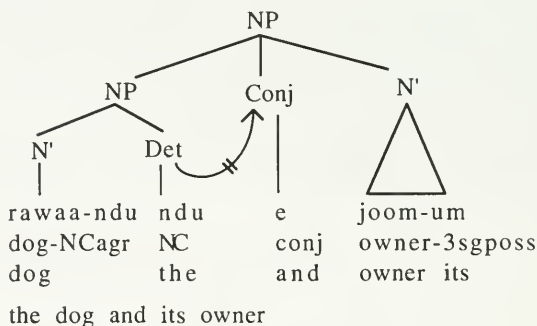 NP
NP Conj N'
N' Det
rawaa-ndu ndu e joom-um
dog-NCagr NC conj owner-3sgposs
dog the and owner its
the dog and its owner